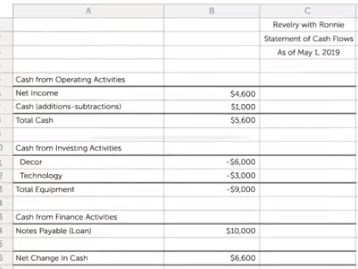 A B C
Revelry with Ronnie
Statement of Cash Flows
As of May 1, 2019
Cash from Operating Activities
Net Income $4,600
Cash (additions-subtractions) $1,000
Total Cash $5,600
Cash from Investing Activities
Decor -$6,000
Technology -$3,000
Total Equipment -$9,000
Cash from Finance Activities
Notes Payable (Loan) $10,000
Net Change In Cash $6,600